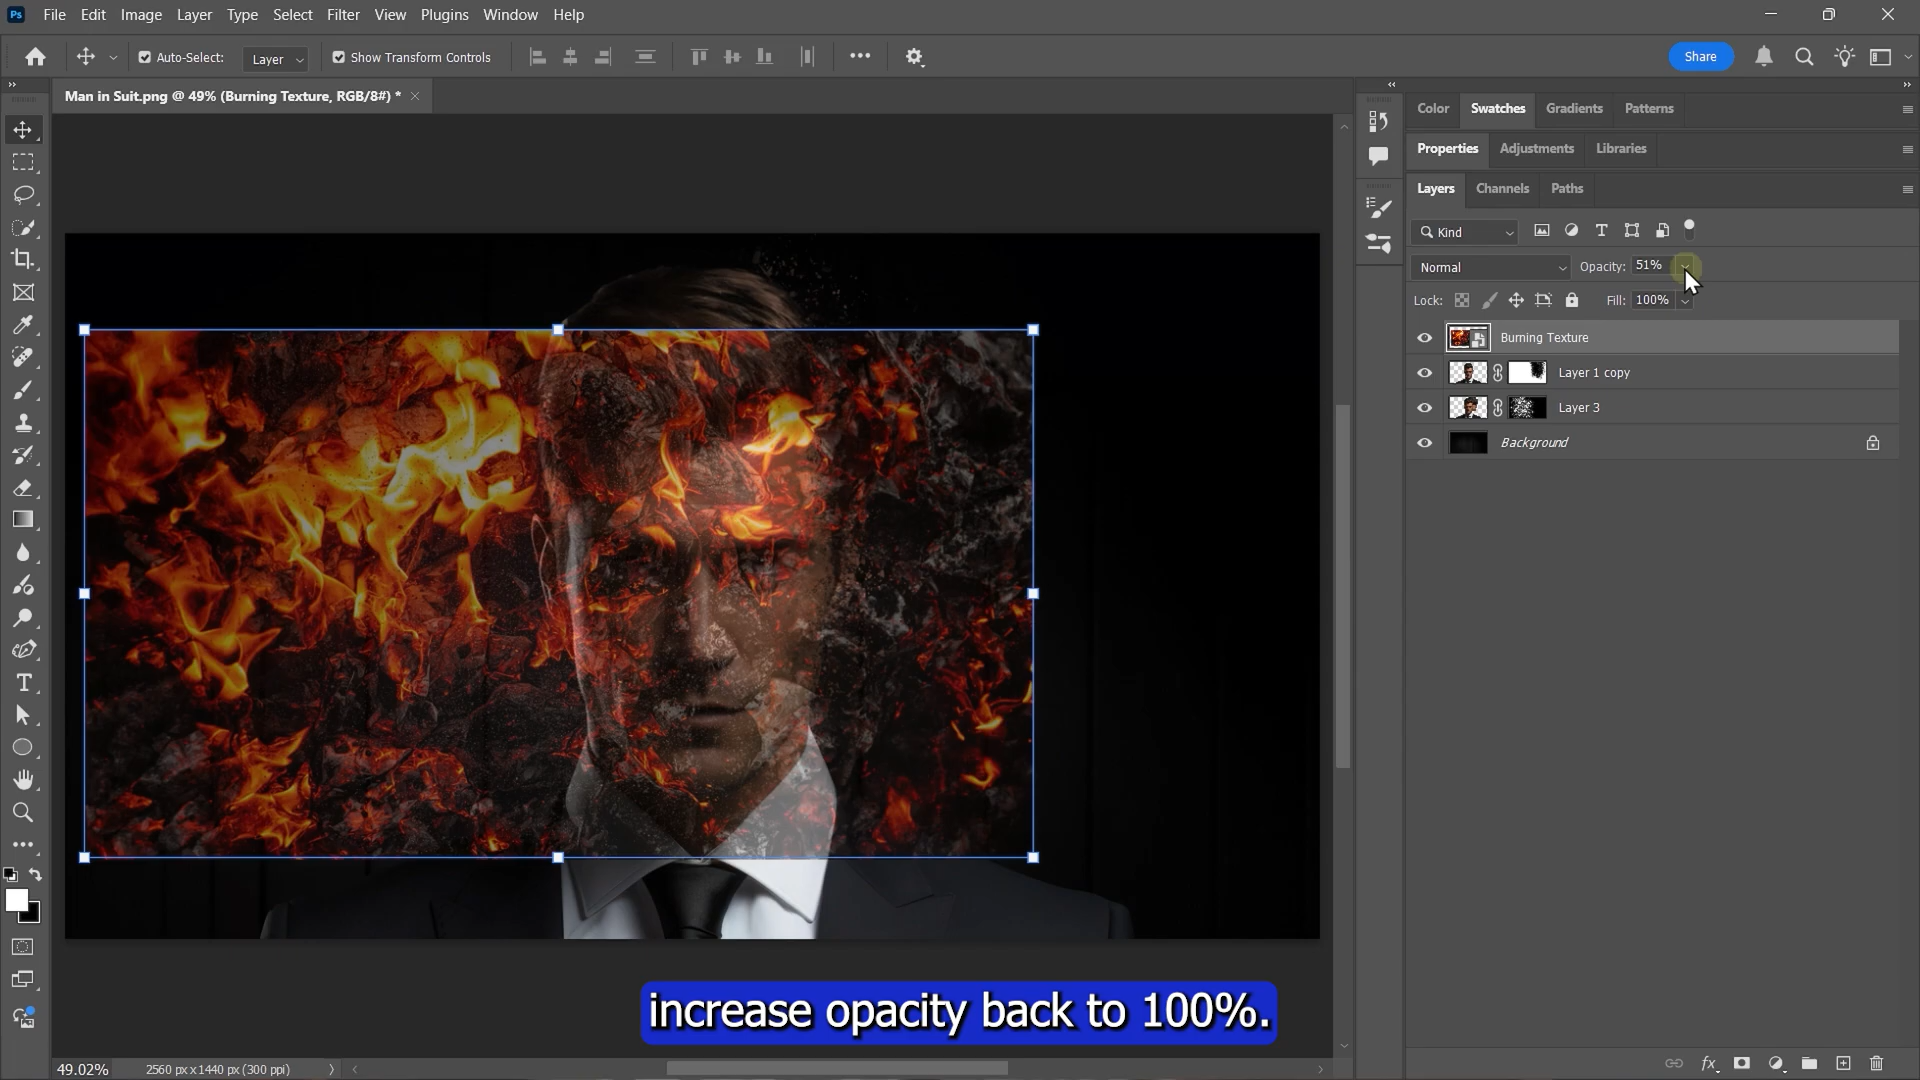 Ps File Edit Image Layer Type Select Filter View Plugins Window Help
Auto-Select: Layer Show Transform Controls Share
Man in Suit.png @ 49% (Burning Texture, RGB/8#) *
Color Swatches Gradients Patterns
Properties Adjustments Libraries
Layers Channels Paths
Kind
Normal Opacity: 51%
Lock: Fill: 100%
Burning Texture
Layer 1 copy
Layer 3
Background
increase opacity back to 100%.
49.02% 2560 px x 1440 px (300 ppi)
fx